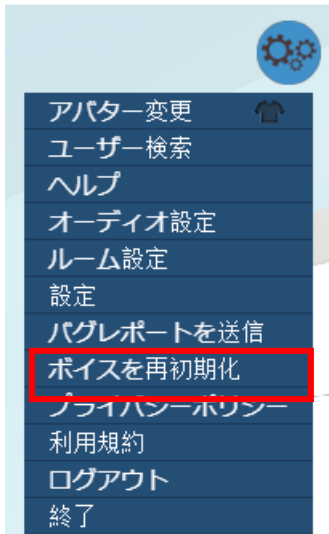 アバター変更
ユーザー検索
ヘルプ
オーディオ設定
ルーム設定
設定
バグレポートを送信
ボイスを再初期化
プライバシーポリシー
利用規約
ログアウト
終了